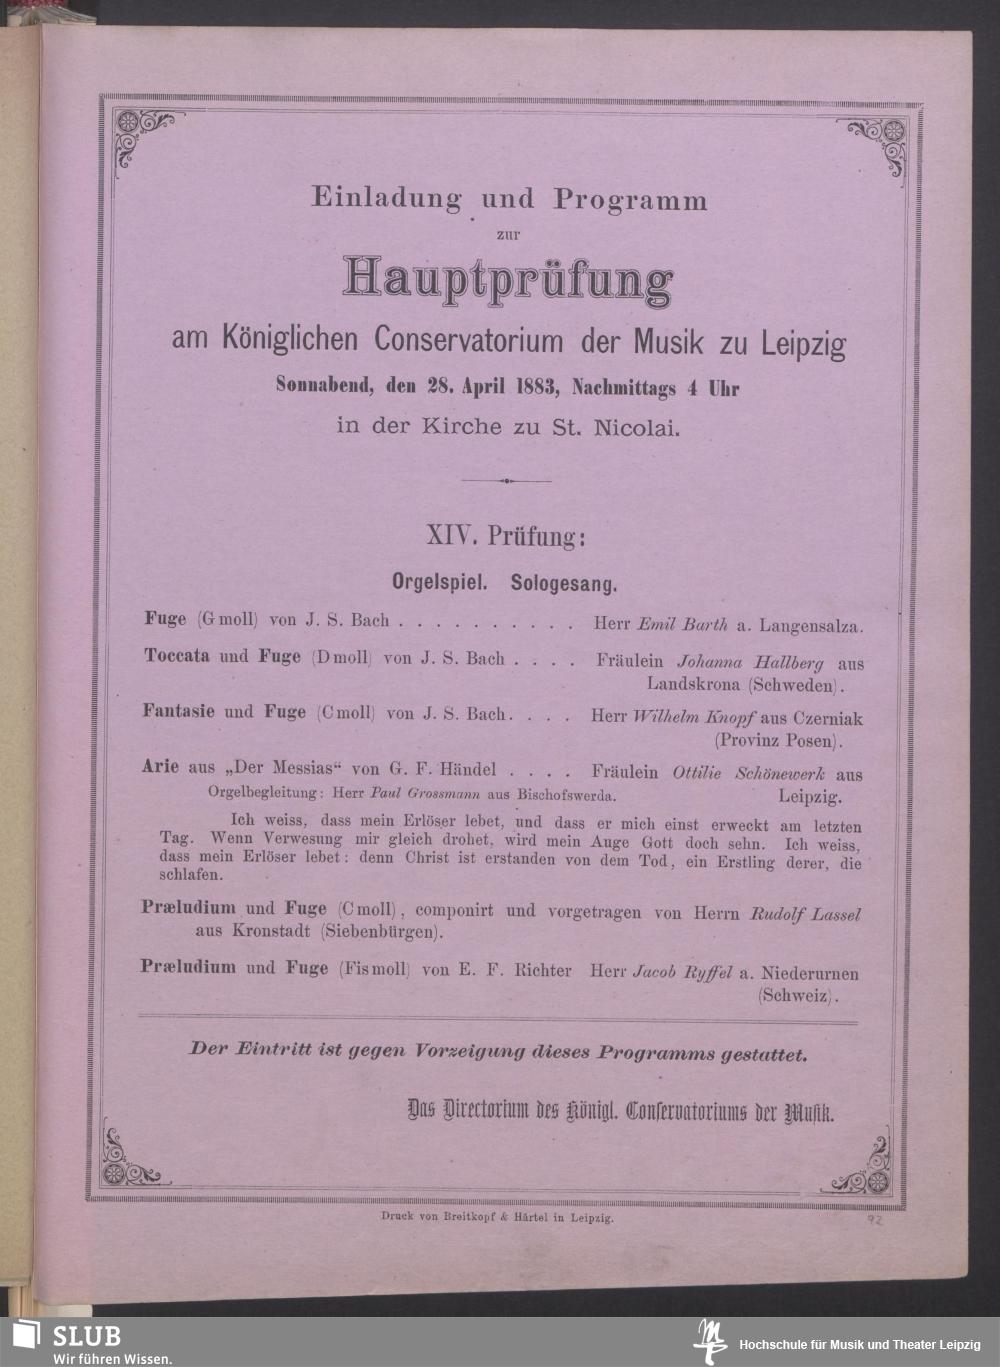 Einladung und Programm
zur
Hauptprüfung
am Königlichen Conservatorium der Musik zu Leipzig
Sonnabend, den 28. April 1883, Nachmittags 4 Uhr
in der Kirche zu St. Nicolai.
XIV. Prüfung:
Orgelspiel. Sologesang.
Fuge (G moll) von J. S. Bach . . . . . . . . . . Herr Emil Barth a. Langensalza.
Toccata und Fuge (D moll) von J. S. Bach . . . . Fräulein Johanna Hallberg aus
Landskrona (Schweden).
Fantasie und Fuge (C moll) von J. S. Bach. . . . Herr Wilhelm Knopf aus Czerniak
(Provinz Posen).
Arie aus „Der Messias“ von G. F. Händel . . . . Fräulein Ottilie Schönewerk aus
Orgelbegleitung: Herr Paul Grossmann aus Bischofswerda. Leipzig.
Ich weiss, dass mein Erlöser lebet, und dass er mich einst erweckt am letzten
Tag. Wenn Verwesung mir gleich drohet, wird mein Auge Gott doch sehn. Ich weiss,
dass mein Erlöser lebet: denn Christ ist erstanden von dem Tod, ein Erstling derer, die
schlafen.
Præludium und Fuge (C moll), componirt und vorgetragen von Herrn Rudolf Lassel
aus Kronstadt (Siebenbürgen).
Præludium und Fuge (Fis moll) von E. F. Richter Herr Jacob Ryffel a. Niederurnen
(Schweiz).
Der Eintritt ist gegen Vorzeigung dieses Programms gestattet.
Das Directorium des Königl. Conservatoriums der Musik.
Druck von Breitkopf & Härtel in Leipzig.
92
SLUB
Wir führen Wissen.
Hochschule für Musik und Theater Leipzig